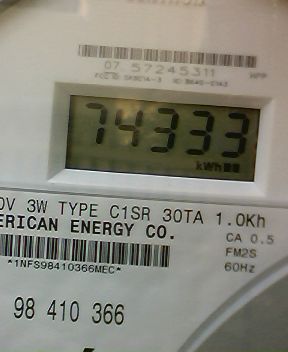 07 57245311
74333
kWh
0V 3W TYPE C1SR 30TA 1.0Kh
ERICAN ENERGY CO.
CA 0.5
FM2S
60Hz
*1NFS98410366MEC*
98 410 366